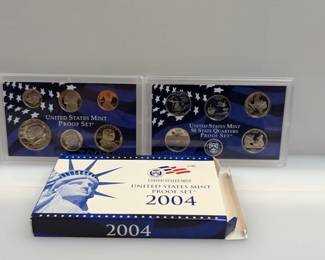 UNITED STATES MINT
PROOF SET
UNITED STATES MINT
50 STATE QUARTERS
PROOF SET
UNITED STATES MINT
UNITED STATES MINT
PROOF SET
2004
2004